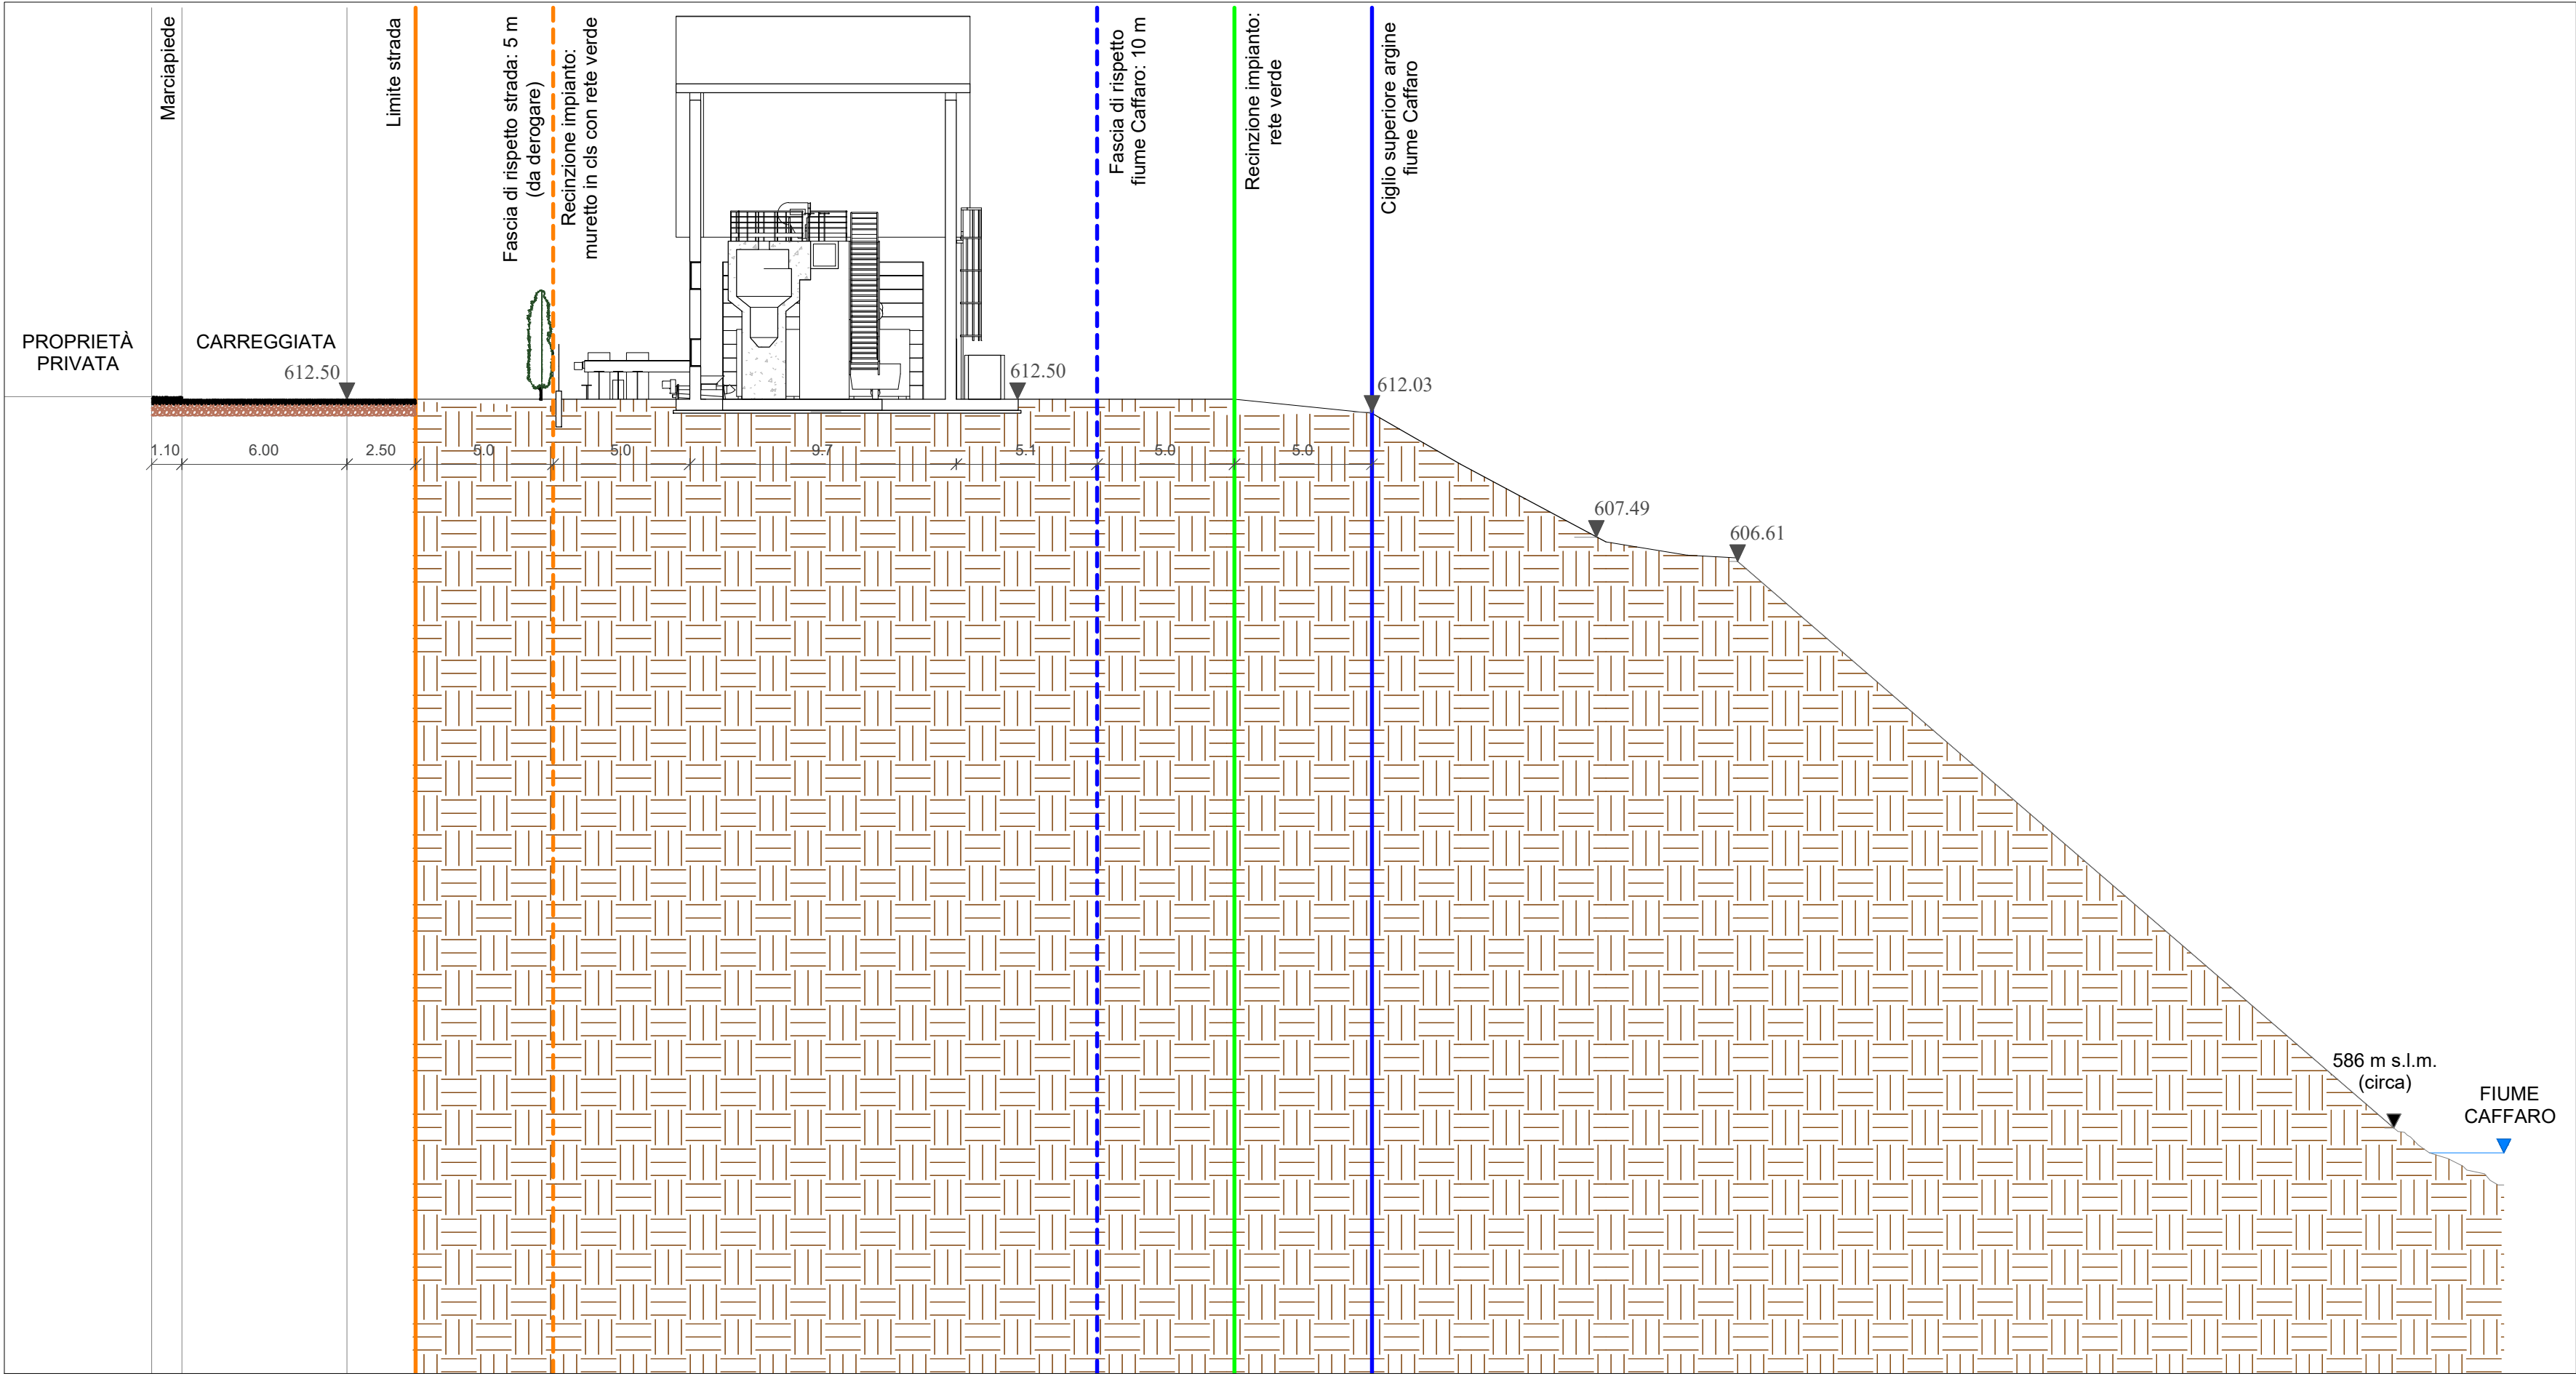 Marciapiede
Limite strada
Fascia di rispetto strada: 5 m
(da derogare)
Recinzione impianto:
muretto in cls con rete verde
Fascia di rispetto
fiume Caffaro: 10 m
Recinzione impianto:
rete verde
Ciglio superiore argine
fiume Caffaro
PROPRIETÀ
PRIVATA
CARREGGIATA
612.50
612.50
612.03
1.10
6.00
2.50
5.0
5.0
9.7
5.1
5.0
5.0
607.49
606.61
586 m s.l.m.
(circa)
FIUME
CAFFARO